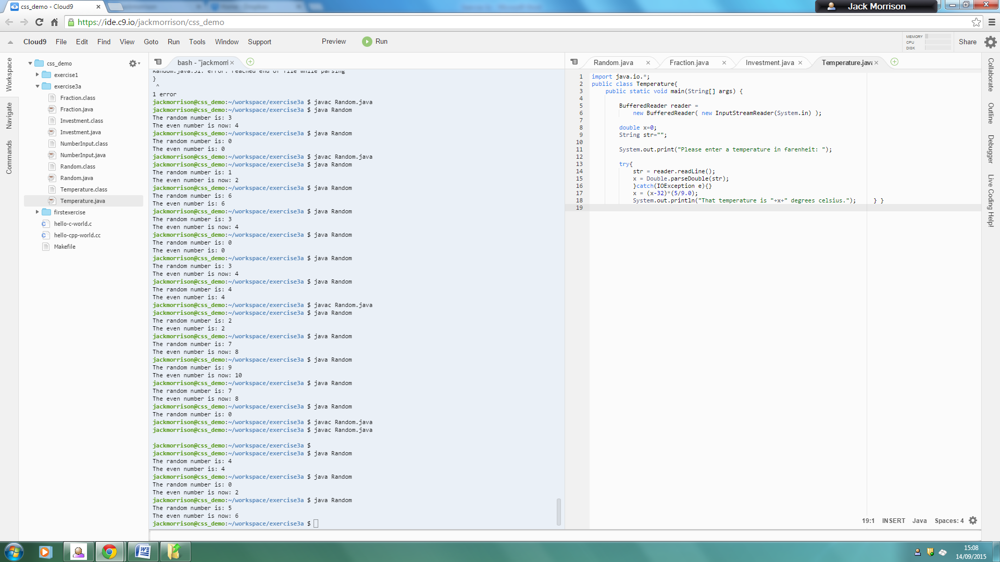 css_demo - Cloud9
Jack Morrison
https://ide.c9.io/jackmorrison/css_demo
Cloud9 File Edit Find View Goto Run Tools Window Support Preview Run MEMORY CPU DISK Share
Workspace
Navigate
Commands
css_demo
exercise1
exercise3a
Fraction.class
Fraction.java
Investment.class
Investment.java
NumberInput.class
NumberInput.java
Random.class
Random.java
Temperature.class
Temperature.java
firstexercise
hello-c-world.c
hello-cpp-world.cc
Makefile
bash - "jackmorri
Random.java:31: error: reached end of file while parsing
}
^
1 error
jackmorrison@css_demo:~/workspace/exercise3a $ javac Random.java
jackmorrison@css_demo:~/workspace/exercise3a $ java Random
The random number is: 3
The even number is now: 4
jackmorrison@css_demo:~/workspace/exercise3a $ java Random
The random number is: 0
The even number is: 0
jackmorrison@css_demo:~/workspace/exercise3a $ javac Random.java
jackmorrison@css_demo:~/workspace/exercise3a $ java Random
The random number is: 1
The even number is now: 2
jackmorrison@css_demo:~/workspace/exercise3a $ java Random
The random number is: 6
The even number is: 6
jackmorrison@css_demo:~/workspace/exercise3a $ java Random
The random number is: 3
The even number is now: 4
jackmorrison@css_demo:~/workspace/exercise3a $ java Random
The random number is: 0
The even number is: 0
jackmorrison@css_demo:~/workspace/exercise3a $ java Random
The random number is: 3
The even number is now: 4
jackmorrison@css_demo:~/workspace/exercise3a $ java Random
The random number is: 4
The even number is: 4
jackmorrison@css_demo:~/workspace/exercise3a $ javac Random.java
jackmorrison@css_demo:~/workspace/exercise3a $ java Random
The random number is: 2
The even number is: 2
jackmorrison@css_demo:~/workspace/exercise3a $ java Random
The random number is: 7
The even number is now: 8
jackmorrison@css_demo:~/workspace/exercise3a $ java Random
The random number is: 9
The even number is now: 10
jackmorrison@css_demo:~/workspace/exercise3a $ java Random
The random number is: 7
The even number is now: 8
jackmorrison@css_demo:~/workspace/exercise3a $ java Random
The random number is: 0
jackmorrison@css_demo:~/workspace/exercise3a $ javac Random.java
jackmorrison@css_demo:~/workspace/exercise3a $ javac Random.java
jackmorrison@css_demo:~/workspace/exercise3a $
jackmorrison@css_demo:~/workspace/exercise3a $ java Random
The random number is: 4
The even number is: 4
jackmorrison@css_demo:~/workspace/exercise3a $ java Random
The random number is: 0
The even number is now: 2
jackmorrison@css_demo:~/workspace/exercise3a $ java Random
The random number is: 5
The even number is now: 6
jackmorrison@css_demo:~/workspace/exercise3a $
Random.java Fraction.java Investment.java Temperature.java
1 import java.io.*;
2 public class Temperature{
3 public static void main(String[] args) {
4
5 BufferedReader reader =
6 new BufferedReader( new InputStreamReader(System.in) );
7
8 double x=0;
9 String str="";
10
11 System.out.print("Please enter a temperature in farenheit: ");
12
13 try{
14 str = reader.readLine();
15 x = Double.parseDouble(str);
16 }catch(IOException e){}
17 x = (x-32)*(5/9.0);
18 System.out.println("That temperature is "+x+" degrees celsius."); } }
19
19:1 INSERT Java Spaces: 4
Collaborate
Outline
Debugger
Live Coding Help!
15:08
14/09/2015